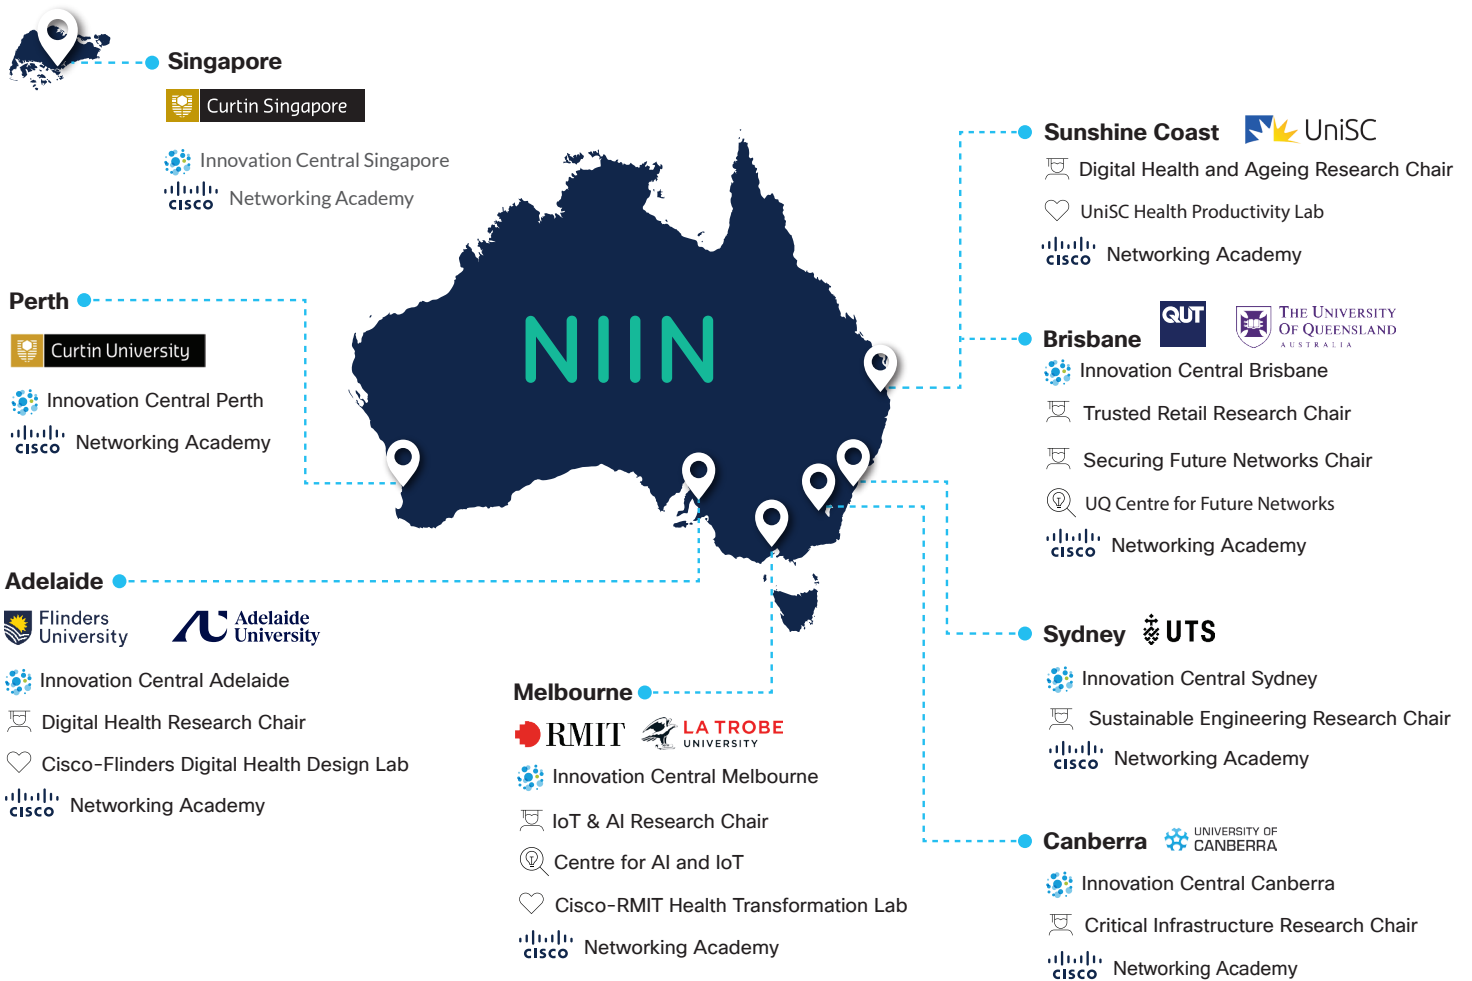 Singapore
Curtin Singapore
Innovation Central Singapore
CISCO Networking Academy
Perth
Curtin University
Innovation Central Perth
CISCO Networking Academy
Adelaide
Flinders
University
Adelaide
University
Innovation Central Adelaide
Digital Health Research Chair
Cisco-Flinders Digital Health Design Lab
CISCO Networking Academy
NIIN
Melbourne
RMIT
LA TROBE
UNIVERSITY
Innovation Central Melbourne
IoT & AI Research Chair
Centre for AI and IoT
Cisco-RMIT Health Transformation Lab
CISCO Networking Academy
Sunshine Coast
UniSC
Digital Health and Ageing Research Chair
UniSC Health Productivity Lab
CISCO Networking Academy
Brisbane
QUT
THE UNIVERSITY
OF QUEENSLAND
AUSTRALIA
Innovation Central Brisbane
Trusted Retail Research Chair
Securing Future Networks Chair
UQ Centre for Future Networks
CISCO Networking Academy
Sydney
UTS
Innovation Central Sydney
Sustainable Engineering Research Chair
CISCO Networking Academy
Canberra
UNIVERSITY OF
CANBERRA
Innovation Central Canberra
Critical Infrastructure Research Chair
CISCO Networking Academy